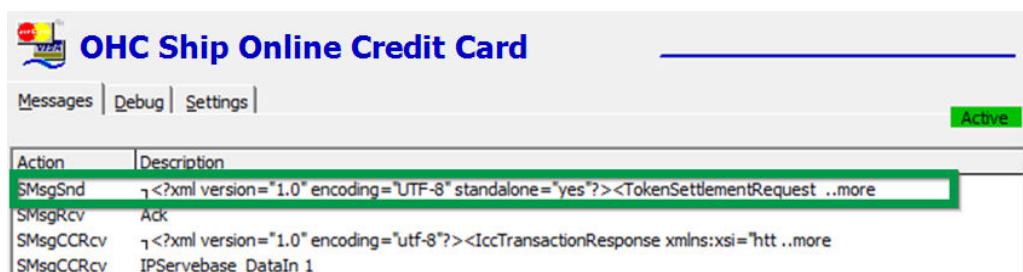 OHC Ship Online Credit Card
Messages Debug Settings
Active
Action Description
SMsgSnd ┐<?xml version="1.0" encoding="UTF-8" standalone="yes"?><TokenSettlementRequest ..more
SMsgRcv Ack
SMsgCCRcv ┐<?xml version="1.0" encoding="utf-8"?><IccTransactionResponse xmlns:xsi="htt ..more
SMsgCCRcv IPServebase DataIn 1